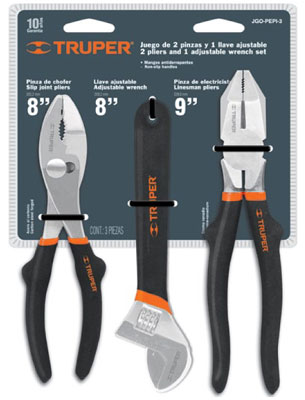 10 años
Garantía
JGO-PEPI-3
TRUPER
Juego de 2 pinzas y 1 llave ajustable
2 pliers and 1 adjustable wrench set
• Mangos antiderrapantes
• Non-slip handles
Pinza de chofer
Slip joint pliers
8"
Llave ajustable
Adjustable wrench
8"
Pinza de electricista
Linesman pliers
9"
CONT.: 3 PIEZAS
TRUPER
TRUPER
TRUPER